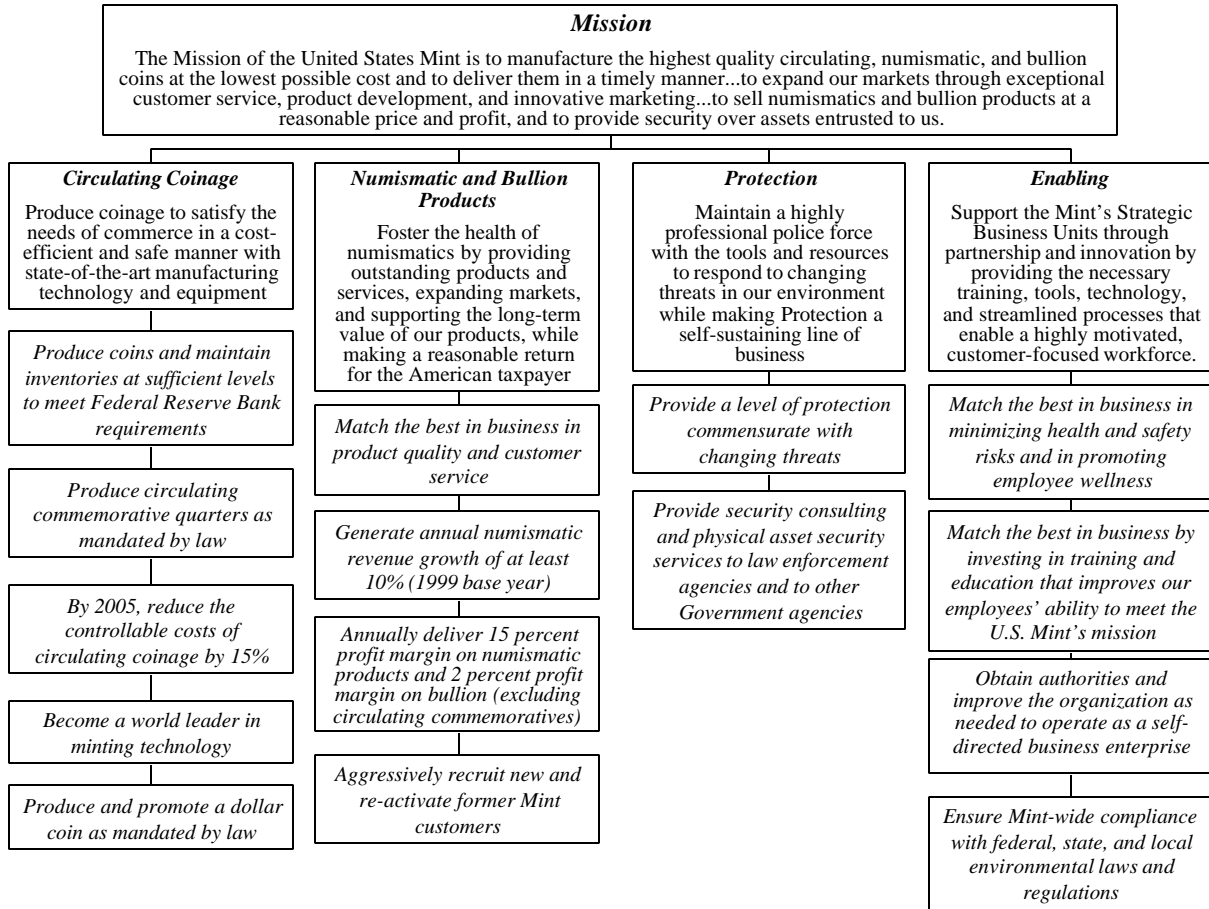 Mission
The Mission of the United States Mint is to manufacture the highest quality circulating, numismatic, and bullion
coins at the lowest possible cost and to deliver them in a timely manner...to expand our markets through exceptional
customer service, product development, and innovative marketing...to sell numismatics and bullion products at a
reasonable price and profit, and to provide security over assets entrusted to us.
Circulating Coinage
Produce coinage to satisfy the
needs of commerce in a cost-
efficient and safe manner with
state-of-the-art manufacturing
technology and equipment
Produce coins and maintain
inventories at sufficient levels
to meet Federal Reserve Bank
requirements
Produce circulating
commemorative quarters as
mandated by law
By 2005, reduce the
controllable costs of
circulating coinage by 15%
Become a world leader in
minting technology
Produce and promote a dollar
coin as mandated by law
Numismatic and Bullion
Products
Foster the health of
numismatics by providing
outstanding products and
services, expanding markets,
and supporting the long-term
value of our products, while
making a reasonable return
for the American taxpayer
Match the best in business in
product quality and customer
service
Generate annual numismatic
revenue growth of at least
10% (1999 base year)
Annually deliver 15 percent
profit margin on numismatic
products and 2 percent profit
margin on bullion (excluding
circulating commemoratives)
Aggressively recruit new and
re-activate former Mint
customers
Protection
Maintain a highly
professional police force
with the tools and resources
to respond to changing
threats in our environment
while making Protection a
self-sustaining line of
business
Provide a level of protection
commensurate with
changing threats
Provide security consulting
and physical asset security
services to law enforcement
agencies and to other
Government agencies
Enabling
Support the Mint's Strategic
Business Units through
partnership and innovation by
providing the necessary
training, tools, technology,
and streamlined processes that
enable a highly motivated,
customer-focused workforce.
Match the best in business in
minimizing health and safety
risks and in promoting
employee wellness
Match the best in business by
investing in training and
education that improves our
employees' ability to meet the
U.S. Mint's mission
Obtain authorities and
improve the organization as
needed to operate as a self-
directed business enterprise
Ensure Mint-wide compliance
with federal, state, and local
environmental laws and
regulations